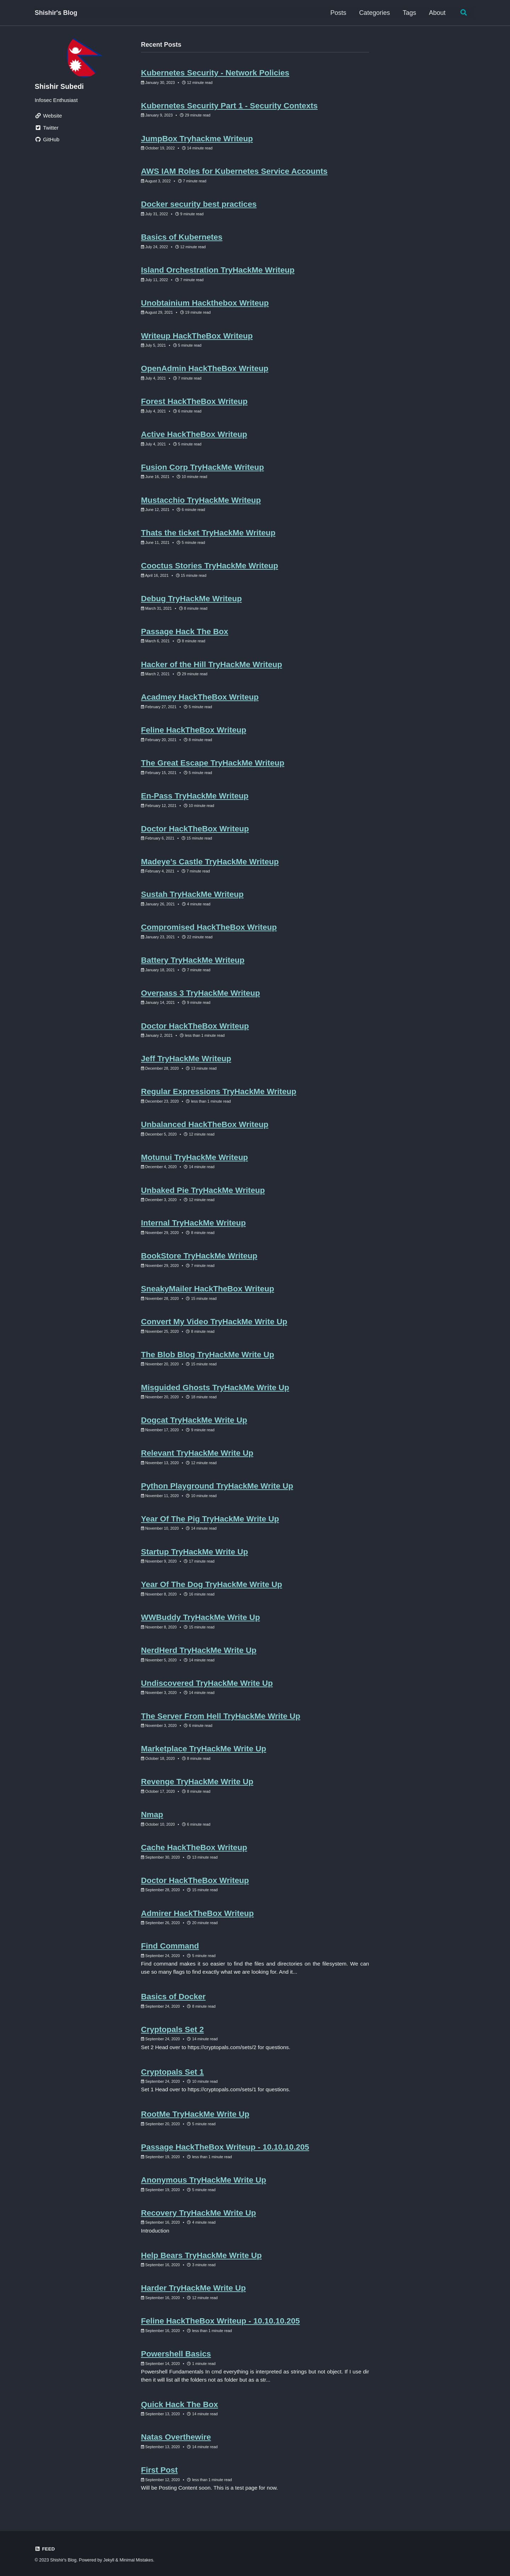 Shishir's Blog
Posts Categories Tags About
Shishir Subedi
Infosec Enthusiast
Website
Twitter
GitHub
Recent Posts
Kubernetes Security - Network Policies
January 30, 2023 • 12 minute read
Kubernetes Security Part 1 - Security Contexts
January 3, 2023 • 29 minute read
JumpBox Tryhackme Writeup
October 19, 2022 • 14 minute read
AWS IAM Roles for Kubernetes Service Accounts
August 3, 2022 • 7 minute read
Docker security best practices
July 31, 2022 • 9 minute read
Basics of Kubernetes
July 24, 2022 • 12 minute read
Island Orchestration TryHackMe Writeup
July 11, 2022 • 7 minute read
Unobtainium Hackthebox Writeup
August 29, 2021 • 19 minute read
Writeup HackTheBox Writeup
July 5, 2021 • 6 minute read
OpenAdmin HackTheBox Writeup
July 4, 2021 • 7 minute read
Forest HackTheBox Writeup
July 4, 2021 • 6 minute read
Active HackTheBox Writeup
July 4, 2021 • 5 minute read
Fusion Corp TryHackMe Writeup
June 16, 2021 • 10 minute read
Mustacchio TryHackMe Writeup
June 12, 2021 • 6 minute read
Thats the ticket TryHackMe Writeup
June 11, 2021 • 5 minute read
Cooctus Stories TryHackMe Writeup
April 16, 2021 • 15 minute read
Debug TryHackMe Writeup
March 31, 2021 • 8 minute read
Passage Hack The Box
March 6, 2021 • 6 minute read
Hacker of the Hill TryHackMe Writeup
March 2, 2021 • 29 minute read
Acadmey HackTheBox Writeup
February 27, 2021 • 5 minute read
Feline HackTheBox Writeup
February 20, 2021 • 8 minute read
The Great Escape TryHackMe Writeup
February 15, 2021 • 5 minute read
En-Pass TryHackMe Writeup
February 12, 2021 • 10 minute read
Doctor HackTheBox Writeup
February 6, 2021 • 15 minute read
Madeye's Castle TryHackMe Writeup
February 4, 2021 • 7 minute read
Sustah TryHackMe Writeup
January 26, 2021 • 4 minute read
Compromised HackTheBox Writeup
January 23, 2021 • 22 minute read
Battery TryHackMe Writeup
January 18, 2021 • 7 minute read
Overpass 3 TryHackMe Writeup
January 14, 2021 • 9 minute read
Doctor HackTheBox Writeup
January 2, 2021 • less than 1 minute read
Jeff TryHackMe Writeup
December 28, 2020 • 13 minute read
Regular Expressions TryHackMe Writeup
December 23, 2020 • less than 1 minute read
Unbalanced HackTheBox Writeup
December 5, 2020 • 12 minute read
Motunui TryHackMe Writeup
December 4, 2020 • 14 minute read
Unbaked Pie TryHackMe Writeup
December 3, 2020 • 12 minute read
Internal TryHackMe Writeup
November 29, 2020 • 8 minute read
BookStore TryHackMe Writeup
November 29, 2020 • 7 minute read
SneakyMailer HackTheBox Writeup
November 28, 2020 • 15 minute read
Convert My Video TryHackMe Write Up
November 25, 2020 • 8 minute read
The Blob Blog TryHackMe Write Up
November 20, 2020 • 15 minute read
Misguided Ghosts TryHackMe Write Up
November 20, 2020 • 18 minute read
Dogcat TryHackMe Write Up
November 17, 2020 • 9 minute read
Relevant TryHackMe Write Up
November 13, 2020 • 12 minute read
Python Playground TryHackMe Write Up
November 11, 2020 • 10 minute read
Year Of The Pig TryHackMe Write Up
November 10, 2020 • 14 minute read
Startup TryHackMe Write Up
November 9, 2020 • 17 minute read
Year Of The Dog TryHackMe Write Up
November 8, 2020 • 16 minute read
WWBuddy TryHackMe Write Up
November 8, 2020 • 15 minute read
NerdHerd TryHackMe Write Up
November 5, 2020 • 14 minute read
Undiscovered TryHackMe Write Up
November 3, 2020 • 14 minute read
The Server From Hell TryHackMe Write Up
November 3, 2020 • 9 minute read
Marketplace TryHackMe Write Up
October 18, 2020 • 8 minute read
Revenge TryHackMe Write Up
October 17, 2020 • 8 minute read
Nmap
October 10, 2020 • 6 minute read
Cache HackTheBox Writeup
September 30, 2020 • 13 minute read
Doctor HackTheBox Writeup
September 29, 2020 • 15 minute read
Admirer HackTheBox Writeup
September 26, 2020 • 20 minute read
Find Command
September 24, 2020 • 5 minute read
Find command makes it so easier to find the files and directories on the filesystem. We can
use so many flags to find exactly what we are looking for. And it...
Basics of Docker
September 24, 2020 • 8 minute read
Cryptopals Set 2
September 24, 2020 • 14 minute read
Set 2 Head over to https://cryptopals.com/sets/2 for questions.
Cryptopals Set 1
September 24, 2020 • 10 minute read
Set 1 Head over to https://cryptopals.com/sets/1 for questions.
RootMe TryHackMe Write Up
September 20, 2020 • 5 minute read
Passage HackTheBox Writeup - 10.10.10.205
September 19, 2020 • less than 1 minute read
Anonymous TryHackMe Write Up
September 19, 2020 • 5 minute read
Recovery TryHackMe Write Up
September 16, 2020 • 4 minute read
Introduction
Help Bears TryHackMe Write Up
September 16, 2020 • 3 minute read
Harder TryHackMe Write Up
September 16, 2020 • 12 minute read
Feline HackTheBox Writeup - 10.10.10.205
September 16, 2020 • less than 1 minute read
Powershell Basics
September 14, 2020 • 1 minute read
Powershell Fundamentals In cmd everything is interpreted as strings but not object. If I use dir
then it will list all the folders not as folder but as a str...
Quick Hack The Box
September 13, 2020 • 14 minute read
Natas Overthewire
September 13, 2020 • 14 minute read
First Post
September 12, 2020 • less than 1 minute read
Will be Posting Content soon. This is a test page for now.
FEED
© 2023 Shishir's Blog. Powered by Jekyll & Minimal Mistakes.